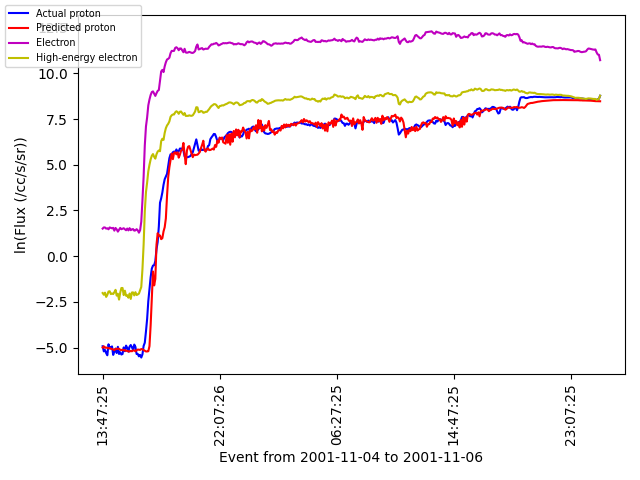 Actual proton
Predicted proton
Electron
High-energy electron
10.0
7.5
5.0
2.5
0.0
−2.5
−5.0
ln(Flux (/cc/s/sr))
13:47:25
22:07:26
06:27:25
14:47:25
23:07:25
Event from 2001-11-04 to 2001-11-06